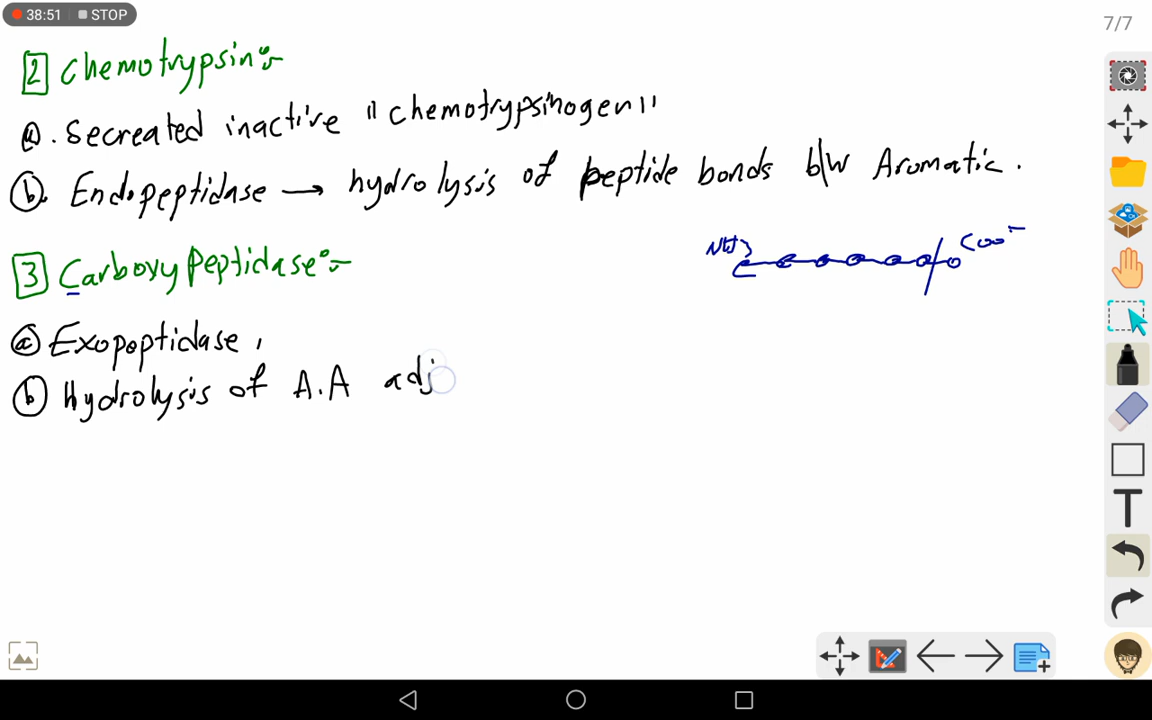 38:51 STOP
7/7
2 Chemotrypsin:-
a. Secreated inactive "chemotrypsinogen"
b. Endopeptidase → hydrolysis of peptide bonds b/w Aromatic.
NH3 COO-
3 Carboxypeptidase:-
a Exopeptidase,
b Hydrolysis of A.A adj
T